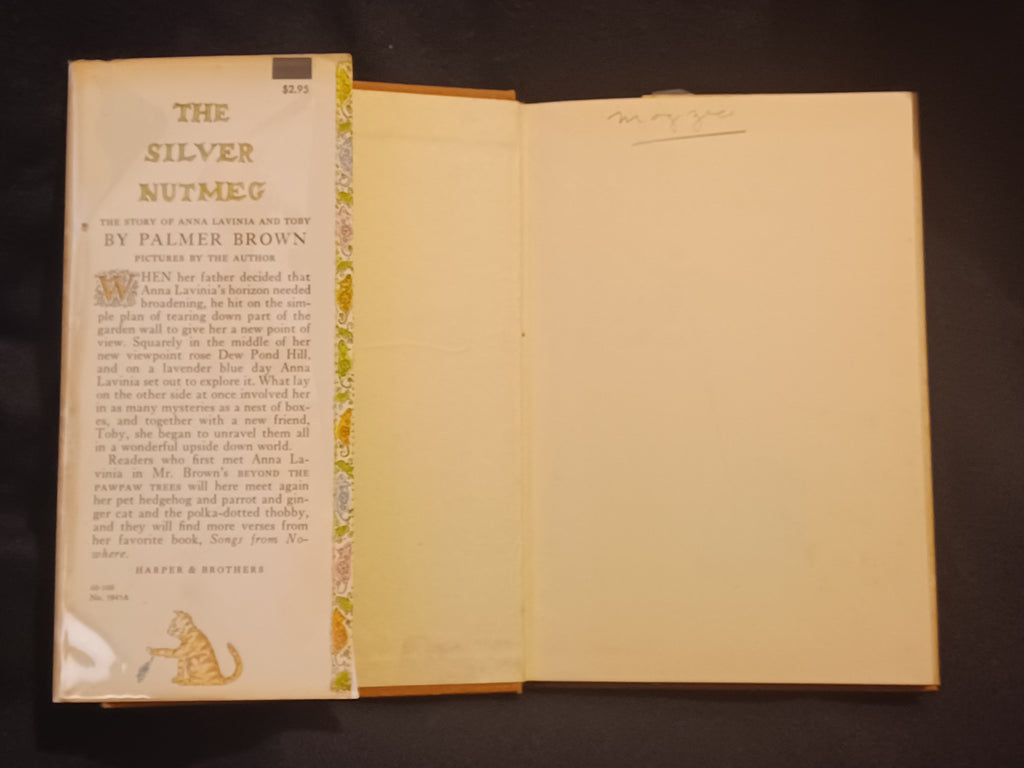 $2.95
THE
SILVER
NUTMEG
THE STORY OF ANNA LAVINIA AND TOBY
BY PALMER BROWN
PICTURES BY THE AUTHOR
WHEN her father decided that
Anna Lavinia's horizon needed
broadening, he hit on the sim-
ple plan of tearing down part of the
garden wall to give her a new point of
view. Squarely in the middle of her
new viewpoint rose Dew Pond Hill,
and on a lavender blue day Anna
Lavinia set out to explore it. What lay
on the other side at once involved her
in as many mysteries as a nest of box-
es, and together with a new friend,
Toby, she began to unravel them all
in a wonderful upside down world.
Readers who first met Anna La-
vinia in Mr. Brown's BEYOND THE
PAWPAW TREES will here meet again
her pet hedgehog and parrot and gin-
ger cat and the polka-dotted thobby,
and they will find more verses from
her favorite book, Songs from No-
where.
HARPER & BROTHERS
No.